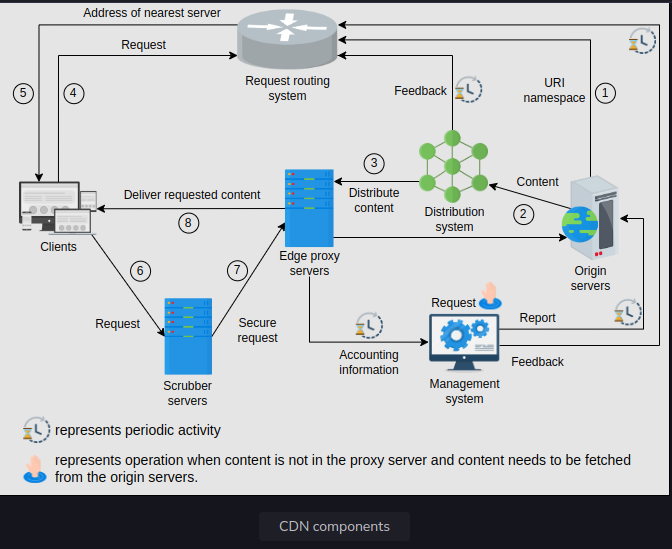 Address of nearest server
Request
Request routing
system
5
4
Feedback
URI
namespace
1
3
Distribute
content
Content
2
Distribution
system
Deliver requested content
8
Clients
Edge proxy
servers
Origin
servers
6
7
Request
Secure
request
Request
Report
Accounting
information
Feedback
Management
system
Scrubber
servers
represents periodic activity
represents operation when content is not in the proxy server and content needs to be fetched
from the origin servers.
CDN components